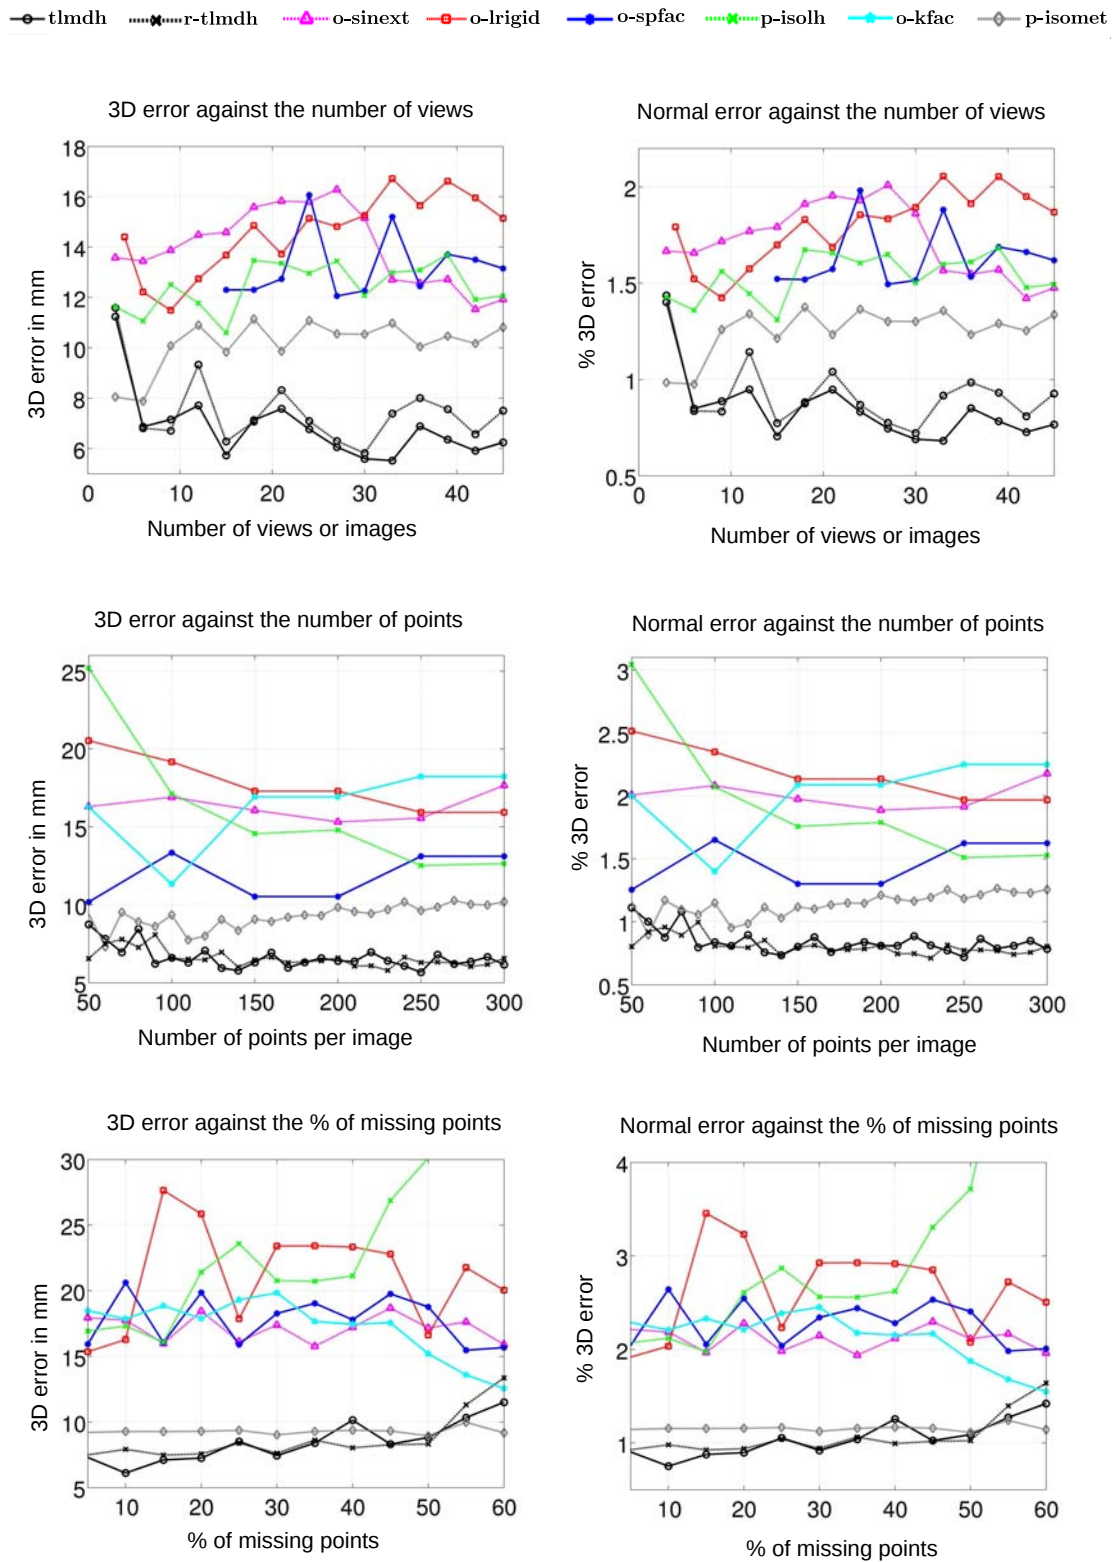 tlmdh r-tlmdh o-sinext o-lrigid o-spfac p-isolh o-kfac p-isomet
3D error against the number of views
18
16
14
12
10
8
6
0 10 20 30 40
3D error in mm
Number of views or images
Normal error against the number of views
2
1.5
1
0.5
0 10 20 30 40
% 3D error
Number of views or images
3D error against the number of points
25
20
15
10
5
50 100 150 200 250 300
3D error in mm
Number of points per image
Normal error against the number of points
3
2.5
2
1.5
1
0.5
50 100 150 200 250 300
% 3D error
Number of points per image
3D error against the % of missing points
30
25
20
15
10
5
10 20 30 40 50 60
3D error in mm
% of missing points
Normal error against the % of missing points
4
3
2
1
10 20 30 40 50 60
% 3D error
% of missing points